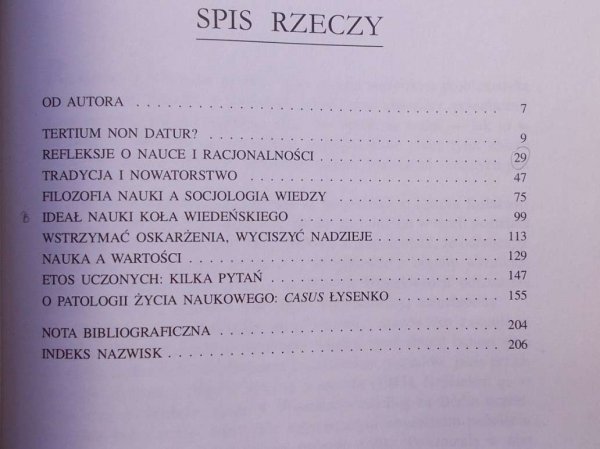 SPIS RZECZY
OD AUTORA . . . . . . . . . . . . . . . . . . . . . . . . . . . . . . 7
TERTIUM NON DATUR? . . . . . . . . . . . . . . . . . . . . . . . . 9
REFLEKSJE O NAUCE I RACJONALNOŚCI . . . . . . . . . . . . . . . 29
TRADYCJA I NOWATORSTWO . . . . . . . . . . . . . . . . . . . . . 47
FILOZOFIA NAUKI A SOCJOLOGIA WIEDZY . . . . . . . . . . . . . . 75
IDEAŁ NAUKI KOŁA WIEDEŃSKIEGO . . . . . . . . . . . . . . . . . 99
WSTRZYMAĆ OSKARŻENIA, WYCISZYĆ NADZIEJE . . . . . . . . . . . 113
NAUKA A WARTOŚCI . . . . . . . . . . . . . . . . . . . . . . . . . 129
ETOS UCZONYCH: KILKA PYTAŃ . . . . . . . . . . . . . . . . . . . 147
O PATOLOGII ŻYCIA NAUKOWEGO: CASUS ŁYSENKO . . . . . . . . . 155
NOTA BIBLIOGRAFICZNA . . . . . . . . . . . . . . . . . . . . . . . 204
INDEKS NAZWISK . . . . . . . . . . . . . . . . . . . . . . . . . . . 206